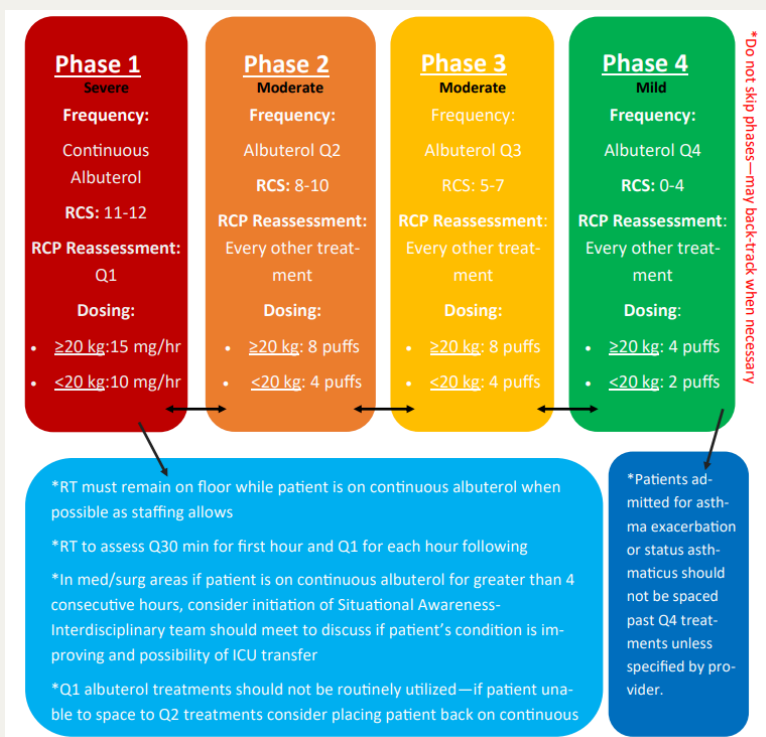 Phase 1
Severe
Frequency:
Continuous
Albuterol
RCS: 11-12
RCP Reassessment:
Q1
Dosing:
• ≥20 kg:15 mg/hr
• <20 kg:10 mg/hr
Phase 2
Moderate
Frequency:
Albuterol Q2
RCS: 8-10
RCP Reassessment:
Every other treat-
ment
Dosing:
• ≥20 kg: 8 puffs
• <20 kg: 4 puffs
Phase 3
Moderate
Frequency:
Albuterol Q3
RCS: 5-7
RCP Reassessment:
Every other treat-
ment
Dosing:
• ≥20 kg: 8 puffs
• <20 kg: 4 puffs
Phase 4
Mild
Frequency:
Albuterol Q4
RCS: 0-4
RCP Reassessment:
Every other treat-
ment
Dosing:
• ≥20 kg: 4 puffs
• <20 kg: 2 puffs
*Do not skip phases—may back-track when necessary
*RT must remain on floor while patient is on continuous albuterol when
possible as staffing allows
*RT to assess Q30 min for first hour and Q1 for each hour following
*In med/surg areas if patient is on continuous albuterol for greater than 4
consecutive hours, consider initiation of Situational Awareness-
Interdisciplinary team should meet to discuss if patient's condition is im-
proving and possibility of ICU transfer
*Q1 albuterol treatments should not be routinely utilized—if patient una-
ble to space to Q2 treatments consider placing patient back on continuous
*Patients ad-
mitted for asth-
ma exacerbation
or status asth-
maticus should
not be spaced
past Q4 treat-
ments unless
specified by pro-
vider.